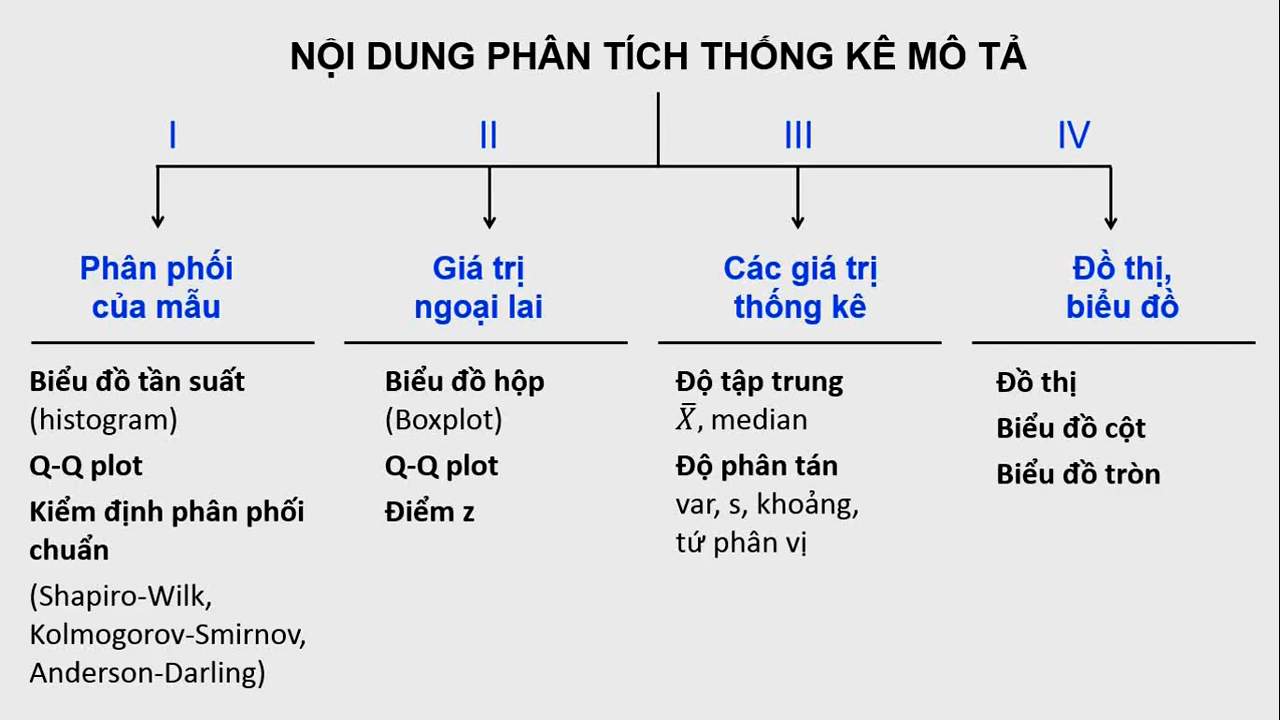 NỘI DUNG PHÂN TÍCH THỐNG KÊ MÔ TẢ
I
II
III
IV
Phân phối
của mẫu
Giá trị
ngoại lai
Các giá trị
thống kê
Đồ thị,
biểu đồ
Biểu đồ tần suất
(histogram)
Q-Q plot
Kiểm định phân phối
chuẩn
(Shapiro-Wilk,
Kolmogorov-Smirnov,
Anderson-Darling)
Biểu đồ hộp
(Boxplot)
Q-Q plot
Điểm z
Độ tập trung
X̅, median
Độ phân tán
var, s, khoảng,
tứ phân vị
Đồ thị
Biểu đồ cột
Biểu đồ tròn